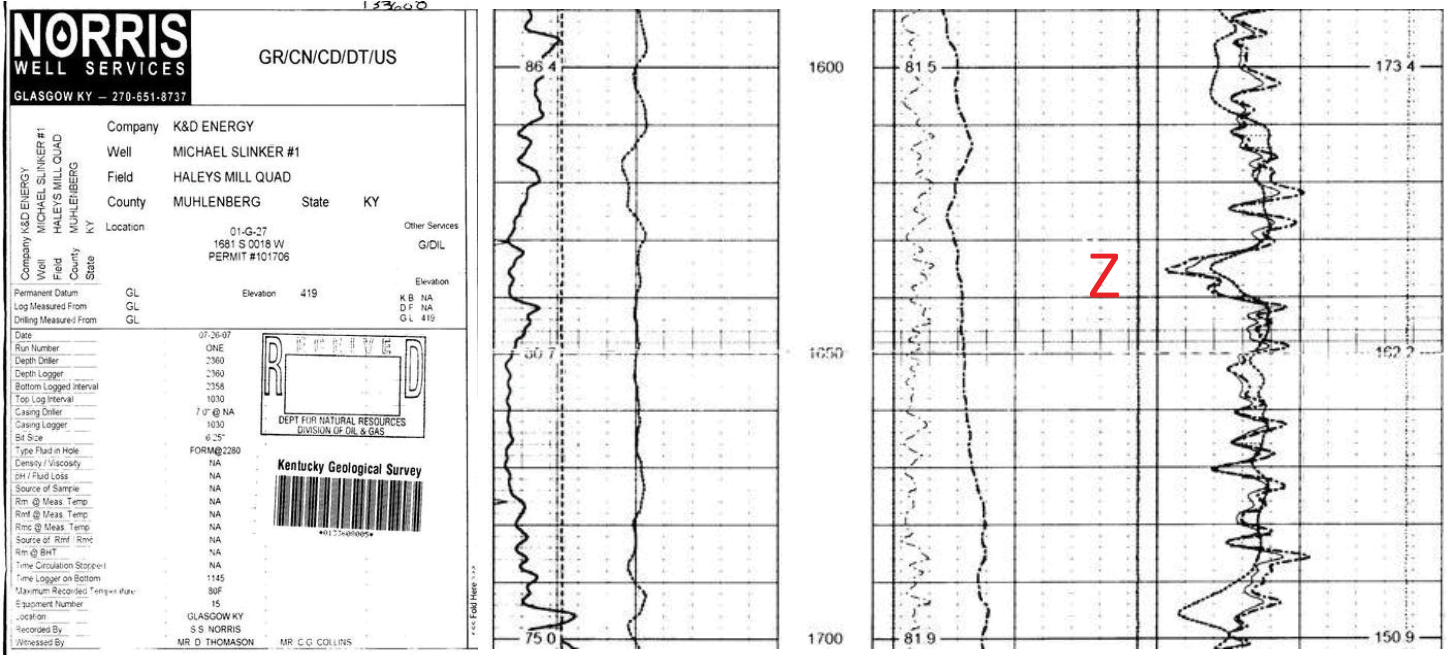 133608
NORRIS
WELL SERVICES
GLASGOW KY — 270-651-8737
GR/CN/CD/DT/US
Company K&D ENERGY
Well MICHAEL SLINKER #1
Field HALEYS MILL QUAD
County MUHLENBERG
State KY
Company K&D ENERGY
Well MICHAEL SLINKER #1
Field HALEYS MILL QUAD
County MUHLENBERG State KY
Location 01-G-27
1681 S 0018 W
PERMIT #101706
Other Services
G/DIL
Elevation
Permanent Datum GL Elevation 419 K B NA
Log Measured From GL D F NA
Drilling Measured From GL G L 419
Date 07-26-07
Run Number ONE
Depth Driller 2360
Depth Logger 2360
Bottom Logged Interval 2358
Top Log Interval 1030
Casing Driller 7 0" @ NA
Casing Logger 1030
Bit Size 6.25"
Type Fluid in Hole FORM@2280
Density / Viscosity NA
pH / Fluid Loss NA
Source of Sample NA
Rm @ Meas. Temp NA
Rmf @ Meas. Temp NA
Rmc @ Meas. Temp NA
Source of Rmf / Rmc NA
Rm @ BHT NA
Time Circulation Stopped NA
Time Logger on Bottom 1145
Maximum Recorded Temperature 80F
Equipment Number 15
Location GLASGOW KY
Recorded By S.S. NORRIS
Witnessed By MR D THOMASON MR C.G. COLLINS
RECEIVED
DEPT FOR NATURAL RESOURCES
DIVISION OF OIL & GAS
Kentucky Geological Survey
<<< Fold Here >>>
86 4 1600 81.5 173 4
Z
80 7 1650 162.2
75 0 1700 81.9 150 9